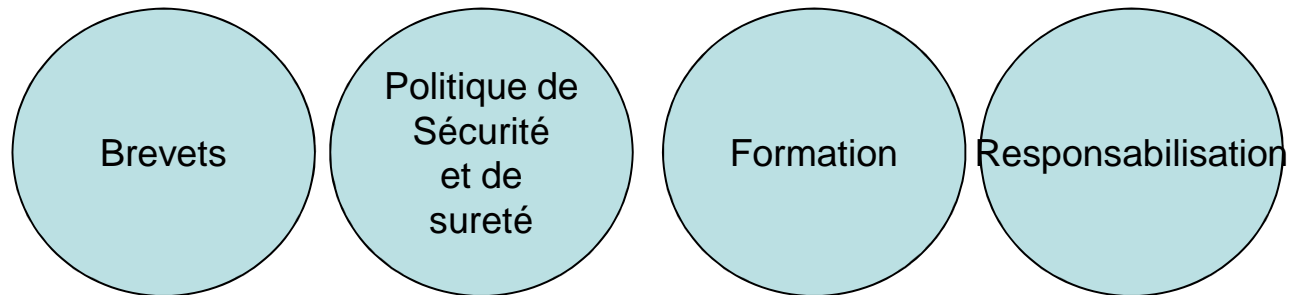 Brevets
Politique de
Sécurité
et de
sureté
Formation
Responsabilisation